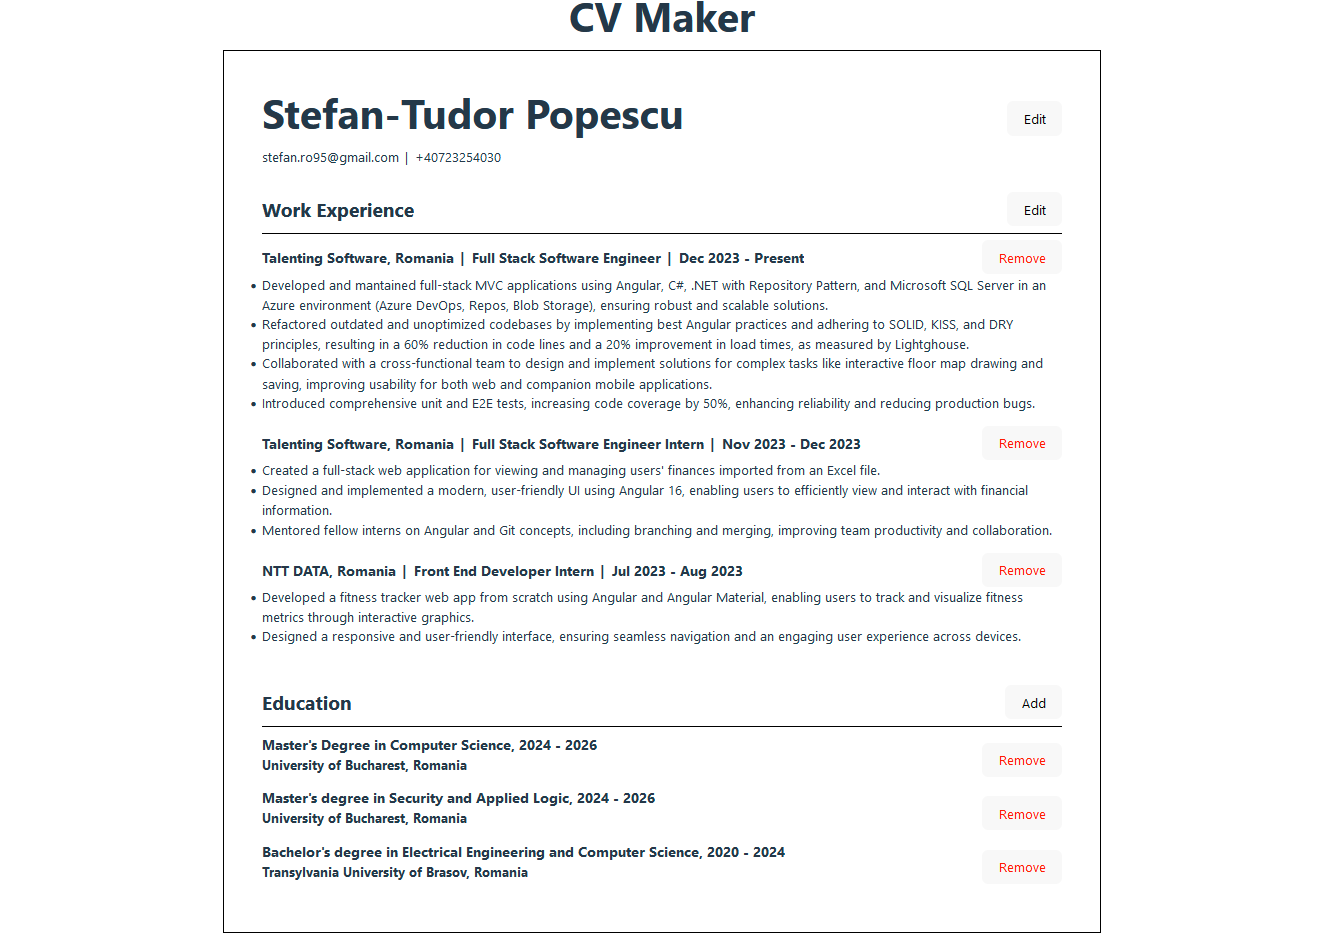 CV Maker
Stefan-Tudor Popescu
Edit
stefan.ro95@gmail.com | +40723254030
Work Experience
Edit
Talenting Software, Romania | Full Stack Software Engineer | Dec 2023 - Present
Remove
• Developed and mantained full-stack MVC applications using Angular, C#, .NET with Repository Pattern, and Microsoft SQL Server in an
Azure environment (Azure DevOps, Repos, Blob Storage), ensuring robust and scalable solutions.
• Refactored outdated and unoptimized codebases by implementing best Angular practices and adhering to SOLID, KISS, and DRY
principles, resulting in a 60% reduction in code lines and a 20% improvement in load times, as measured by Lightghouse.
• Collaborated with a cross-functional team to design and implement solutions for complex tasks like interactive floor map drawing and
saving, improving usability for both web and companion mobile applications.
• Introduced comprehensive unit and E2E tests, increasing code coverage by 50%, enhancing reliability and reducing production bugs.
Talenting Software, Romania | Full Stack Software Engineer Intern | Nov 2023 - Dec 2023
Remove
• Created a full-stack web application for viewing and managing users' finances imported from an Excel file.
• Designed and implemented a modern, user-friendly UI using Angular 16, enabling users to efficiently view and interact with financial
information.
• Mentored fellow interns on Angular and Git concepts, including branching and merging, improving team productivity and collaboration.
NTT DATA, Romania | Front End Developer Intern | Jul 2023 - Aug 2023
Remove
• Developed a fitness tracker web app from scratch using Angular and Angular Material, enabling users to track and visualize fitness
metrics through interactive graphics.
• Designed a responsive and user-friendly interface, ensuring seamless navigation and an engaging user experience across devices.
Education
Add
Master's Degree in Computer Science, 2024 - 2026
University of Bucharest, Romania
Remove
Master's degree in Security and Applied Logic, 2024 - 2026
University of Bucharest, Romania
Remove
Bachelor's degree in Electrical Engineering and Computer Science, 2020 - 2024
Transylvania University of Brasov, Romania
Remove